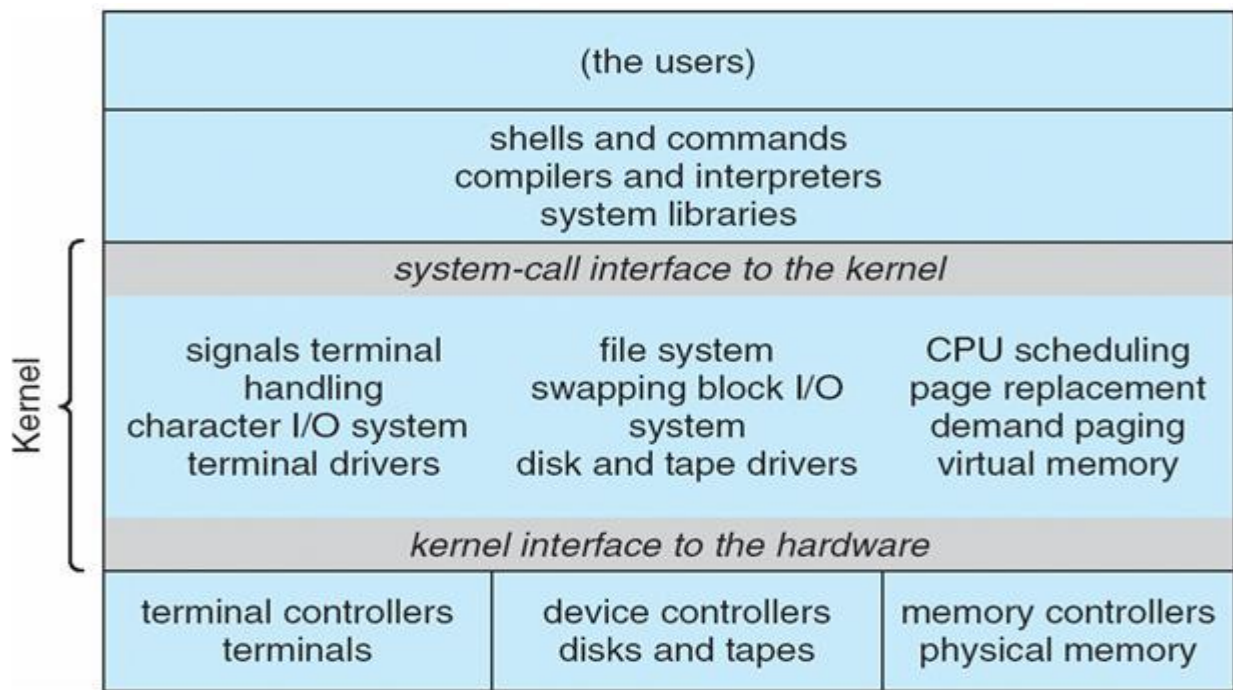 (the users)
shells and commands
compilers and interpreters
system libraries
Kernel
system-call interface to the kernel
signals terminal
handling
character I/O system
terminal drivers
file system
swapping block I/O
system
disk and tape drivers
CPU scheduling
page replacement
demand paging
virtual memory
kernel interface to the hardware
terminal controllers
terminals
device controllers
disks and tapes
memory controllers
physical memory